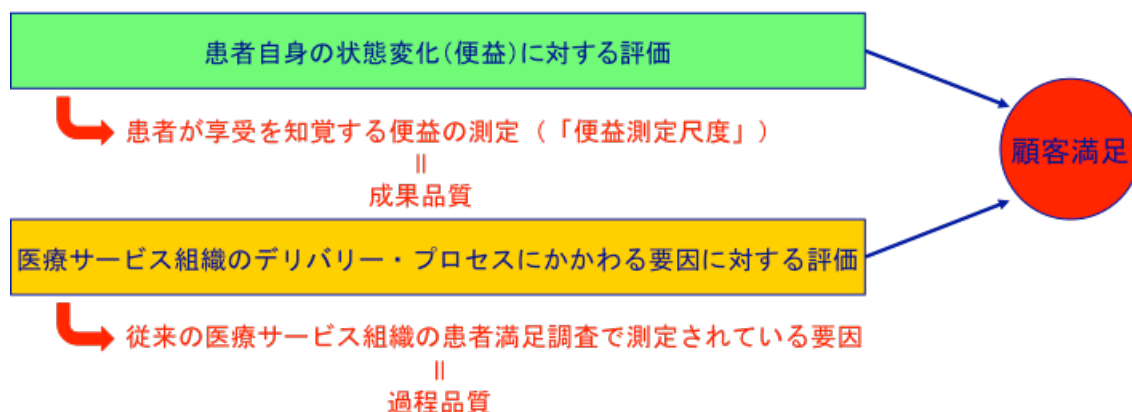 患者自身の状態変化(便益)に対する評価
患者が享受を知覚する便益の測定(「便益測定尺度」)
＝
成果品質
顧客満足
医療サービス組織のデリバリー・プロセスにかかわる要因に対する評価
従来の医療サービス組織の患者満足調査で測定されている要因
＝
過程品質